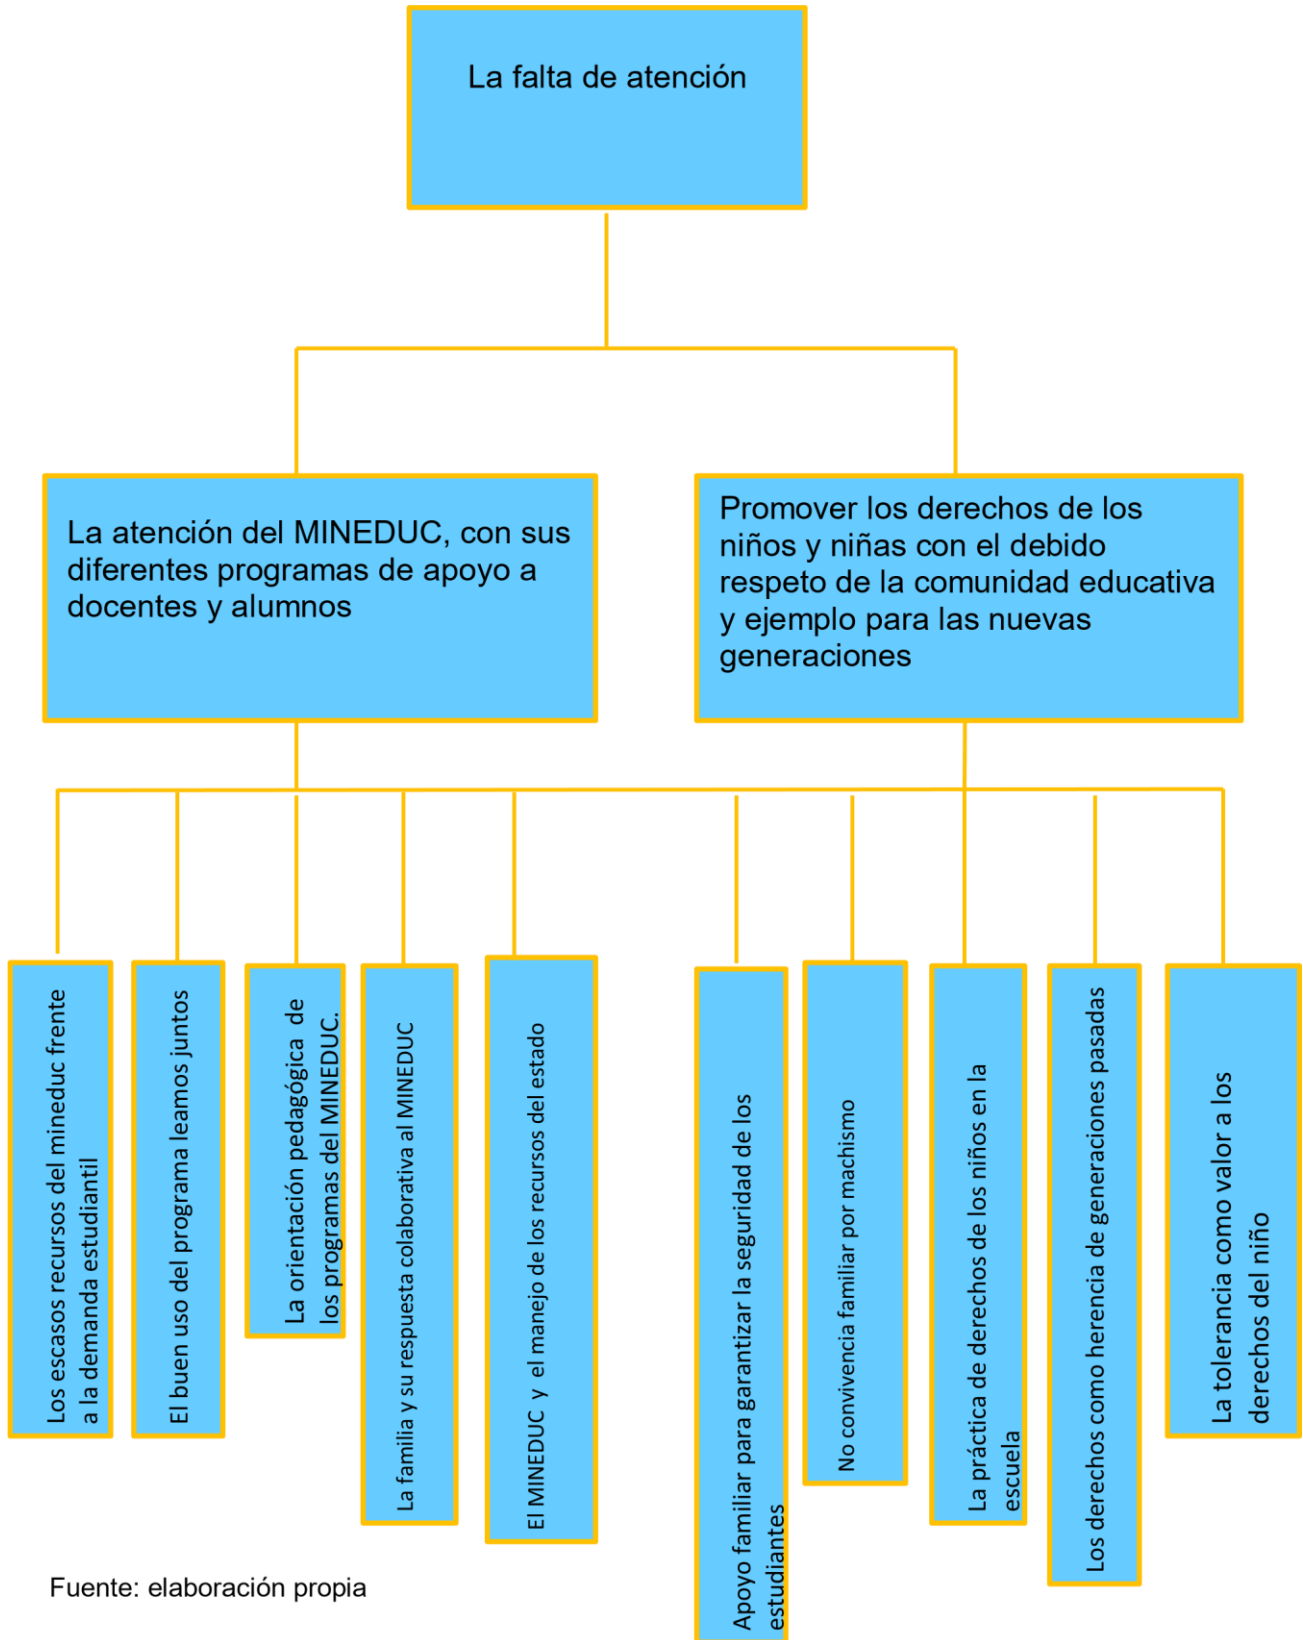 La falta de atención
La atención del MINEDUC, con sus
diferentes programas de apoyo a
docentes y alumnos
Promover los derechos de los
niños y niñas con el debido
respeto de la comunidad educativa
y ejemplo para las nuevas
generaciones
Los escasos recursos del mineduc frente
a la demanda estudiantil
El buen uso del programa leamos juntos
La orientación pedagógica de
los programas del MINEDUC.
La familia y su respuesta colaborativa al MINEDUC
El MINEDUC y el manejo de los recursos del estado
Apoyo familiar para garantizar la seguridad de los
estudiantes
No convivencia familiar por machismo
La práctica de derechos de los niños en la
escuela
Los derechos como herencia de generaciones pasadas
La tolerancia como valor a los
derechos del niño
Fuente: elaboración propia